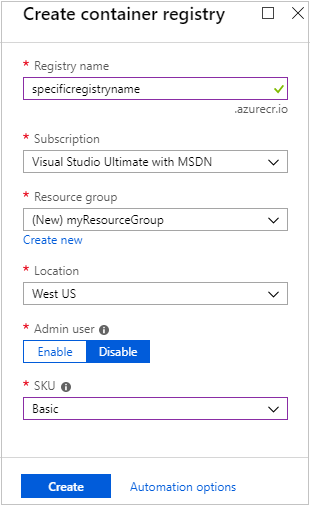 Create container registry
* Registry name
specificregistryname
.azurecr.io
* Subscription
Visual Studio Ultimate with MSDN
* Resource group
(New) myResourceGroup
Create new
* Location
West US
* Admin user
Enable Disable
* SKU
Basic
Create Automation options